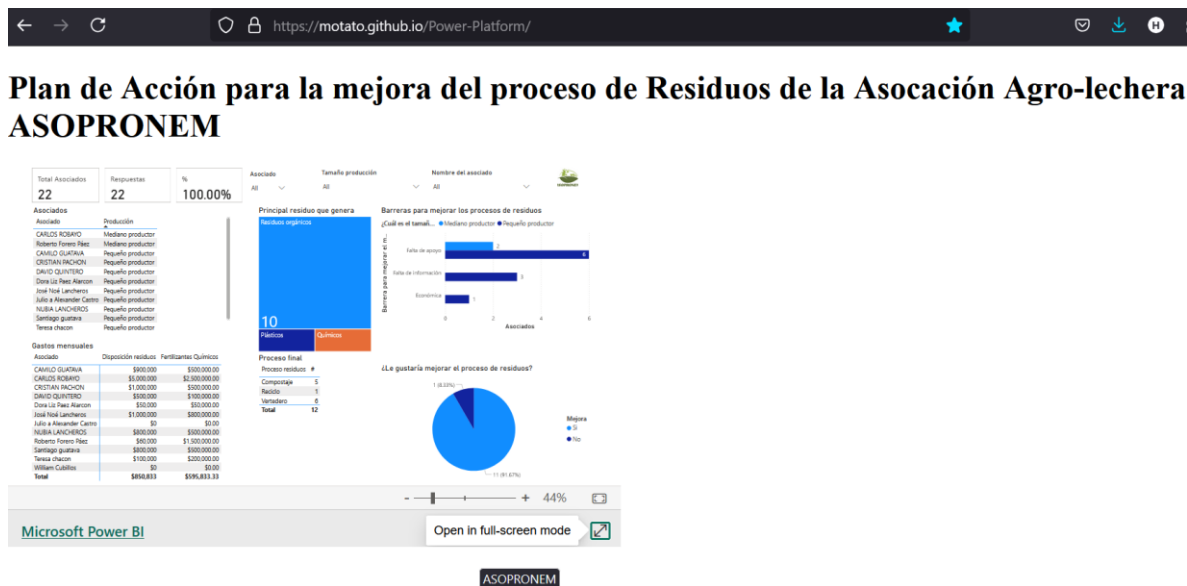 https://motato.github.io/Power-Platform/
H
Plan de Acción para la mejora del proceso de Residuos de la Asocación Agro-lechera
ASOPRONEM
Total Asociados
22
Respuestas
22
%
100.00%
Asociado
All
Tamaño producción
All
Nombre del asociado
All
Asociados
Asociado Producción
CARLOS ROBAYO Mediano productor
Roberto Forero Páez Mediano productor
CAMILO GUATAVA Pequeño productor
CRISTIAN PACHON Pequeño productor
DAVID QUINTERO Pequeño productor
Dora Liz Paez Alarcon Pequeño productor
José Noé Lancheros Pequeño productor
Julio a Alexander Castro Pequeño productor
NUBIA LANCHEROS Pequeño productor
Santiago guatava Pequeño productor
Teresa chacon Pequeño productor
Gastos mensuales
Asociado Disposición residuos Fertilizantes Químicos
CAMILO GUATAVA $900,000 $500,000.00
CARLOS ROBAYO $5,000,000 $2,500,000.00
CRISTIAN PACHON $1,000,000 $500,000.00
DAVID QUINTERO $500,000 $100,000.00
Dora Liz Paez Alarcon $50,000 $50,000.00
José Noé Lancheros $1,000,000 $800,000.00
Julio a Alexander Castro $0 $0.00
NUBIA LANCHEROS $800,000 $500,000.00
Roberto Forero Páez $60,000 $1,500,000.00
Santiago guatava $800,000 $500,000.00
Teresa chacon $100,000 $200,000.00
William Cubillos $0 $0.00
Total $850,833 $595,833.33
Principal residuo que genera
Residuos orgánicos
10
Plásticos
Químicos
Proceso final
Proceso residuos #
Compostaje 5
Reciclo 1
Vertedero 6
Total 12
Barreras para mejorar los procesos de residuos
¿Cuál es el tamañ... Mediano productor Pequeño productor
Barrera para mejorar el m...
Falta de apoyo 2
6
Falta de información 3
Económica 1
0 2 4 6
Asociados
¿Le gustaría mejorar el proceso de residuos?
1 (8.33%)
11 (91.67%)
Mejora
Si
No
- + 44%
Microsoft Power BI
Open in full-screen mode
ASOPRONEM